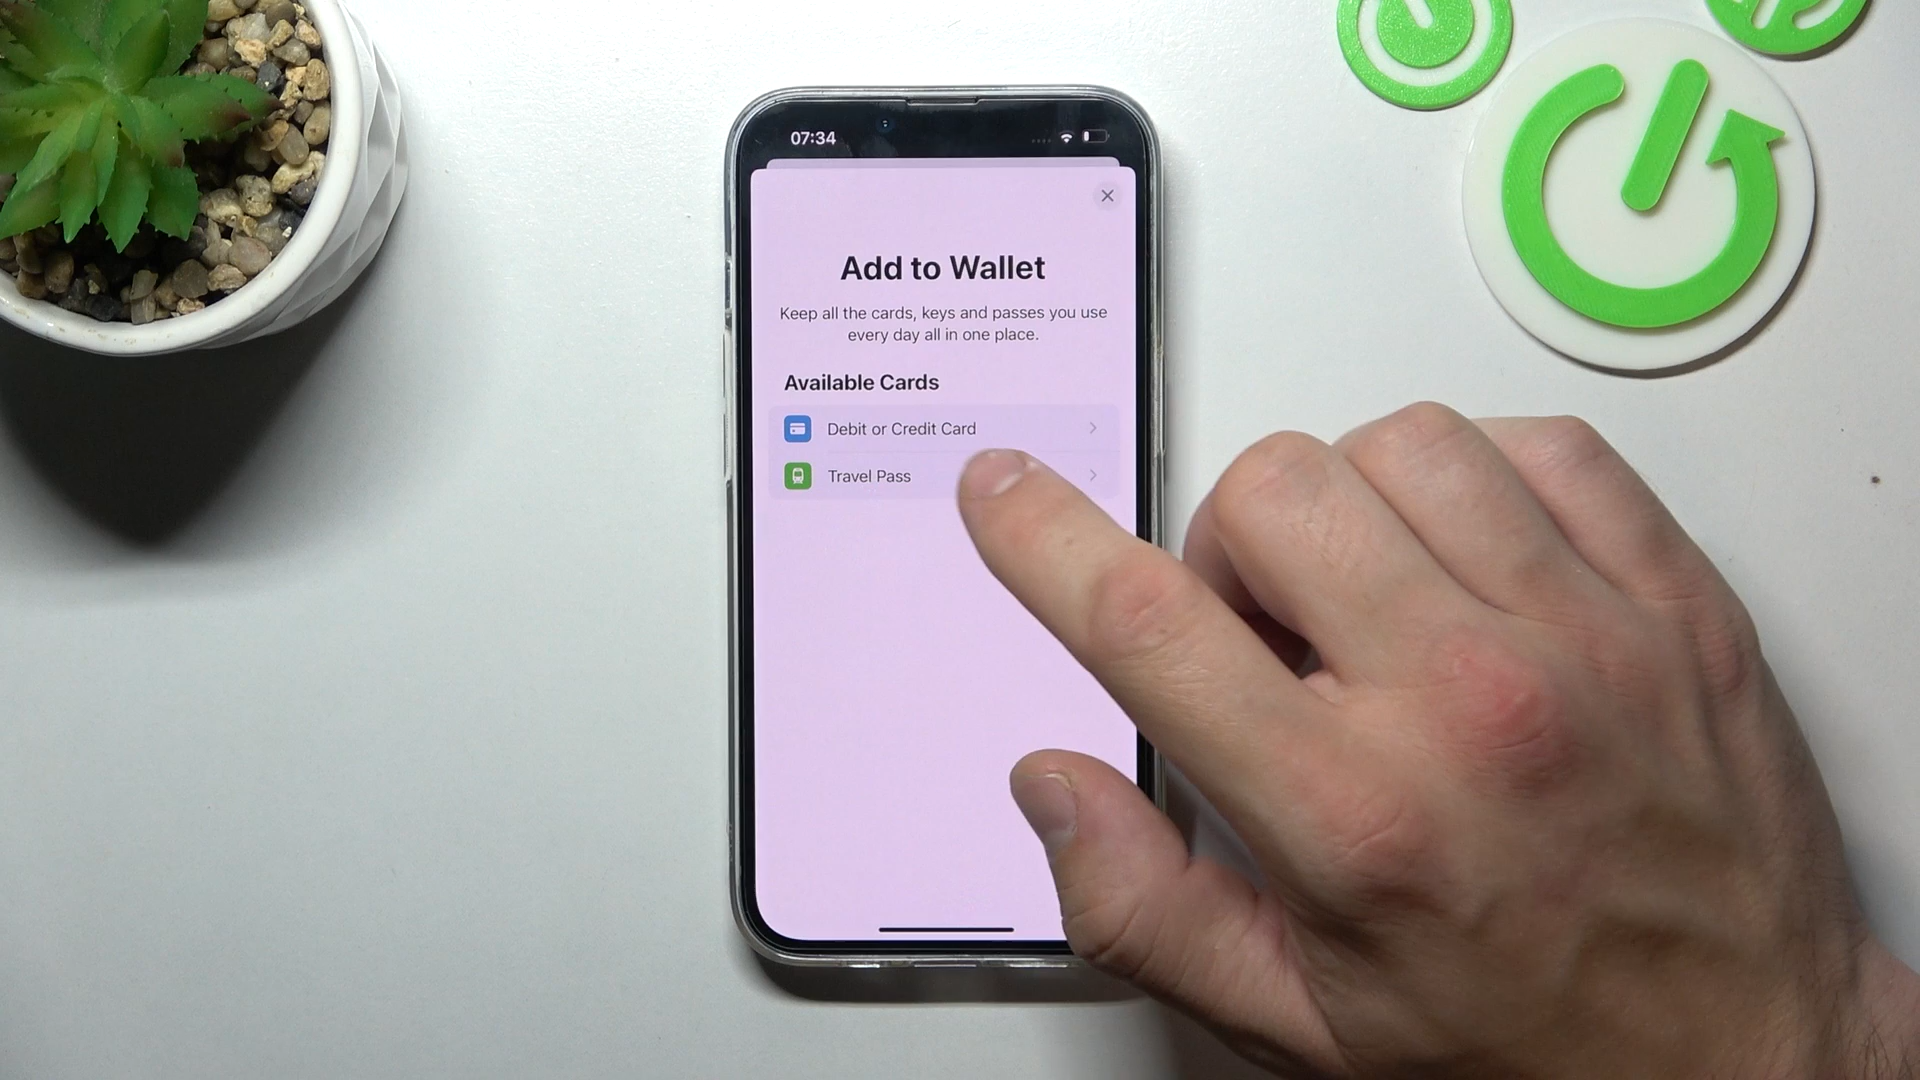 07:34
Add to Wallet
Keep all the cards, keys and passes you use
every day all in one place.
Available Cards
Debit or Credit Card
Travel Pass